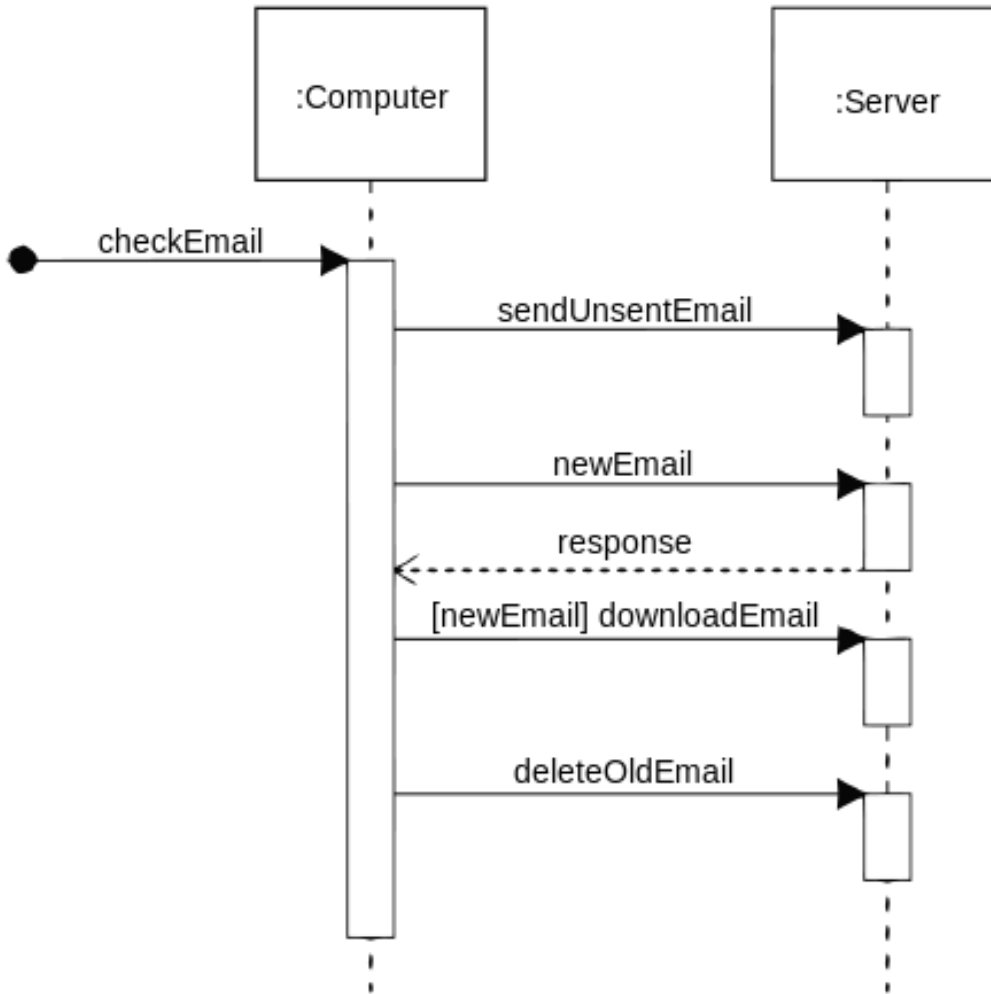 :Computer
:Server
checkEmail
sendUnsentEmail
newEmail
response
[newEmail] downloadEmail
deleteOldEmail